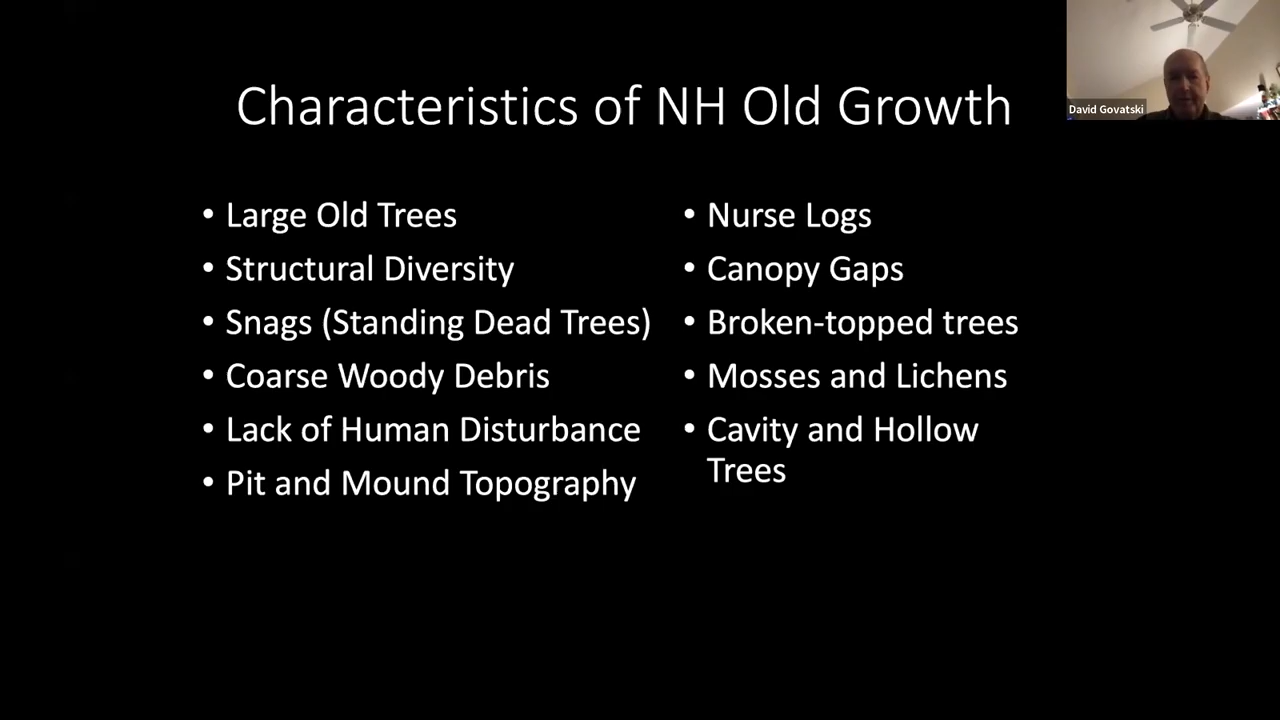 Characteristics of NH Old Growth
David Govatski
• Large Old Trees
• Structural Diversity
• Snags (Standing Dead Trees)
• Coarse Woody Debris
• Lack of Human Disturbance
• Pit and Mound Topography
• Nurse Logs
• Canopy Gaps
• Broken-topped trees
• Mosses and Lichens
• Cavity and Hollow
Trees